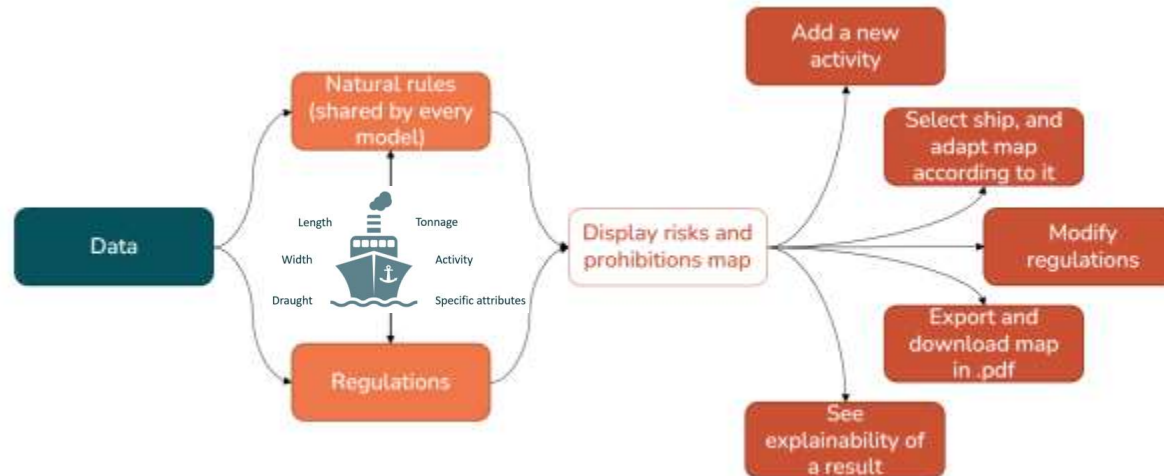 Add a new
activity
Natural rules
(shared by every
model)
Select ship, and
adapt map
according to it
Length
Tonnage
Data
Width
Activity
Display risks and
prohibitions map
Modify
regulations
Draught
Specific attributes
Export and
download map
in .pdf
Regulations
See
explainability of
a result